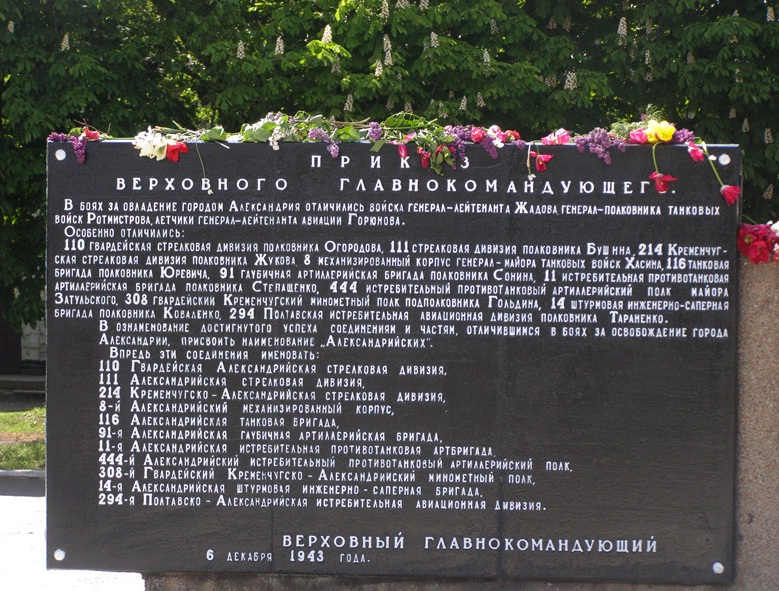 ПРИКАЗ
ВЕРХОВНОГО ГЛАВНОКОМАНДУЮЩЕГО.
В боях за овладение городом Александрия отличились войска генерал-лейтенанта Жадова, генерал-полковника танковых
войск Ротмистрова, летчики генерал-лейтенанта авиации Горюнова.
Особенно отличились:
110 гвардейская стрелковая дивизия полковника Огородова, 111 стрелковая дивизия полковника Бушина, 214 Кременчуг-
ская стрелковая дивизия полковника Жукова, 8 механизированный корпус генерал-майора танковых войск Хасина, 116 танковая
бригада полковника Юревича, 91 гаубичная артиллерийская бригада полковника Сонина, 11 истребительная противотанковая
артиллерийская бригада полковника Степащенко, 444 истребительный противотанковый артиллерийский полк майора
Затульского, 308 гвардейский Кременчугский минометный полк подполковника Гольдина, 14 штурмовая инженерно-саперная
бригада полковника Коваленко, 294 Полтавская истребительная авиационная дивизия полковника Тараненко.
В ознаменование достигнутого успеха соединениям и частям, отличившимся в боях за освобождение города
Александрии, присвоить наименование „Александрийских".
Впредь эти соединения именовать:
110 Гвардейская Александрийская стрелковая дивизия,
111 Александрийская стрелковая дивизия,
214 Кременчугско-Александрийская стрелковая дивизия,
8-й Александрийский механизированный корпус,
116 Александрийская танковая бригада,
91-я Александрийская гаубичная артиллерийская бригада,
11-я Александрийская истребительная противотанковая артбригада,
444-й Александрийский истребительный противотанковый артиллерийский полк,
308-й Гвардейский Кременчугско-Александрийский минометный полк,
14-я Александрийская штурмовая инженерно-саперная бригада,
294-я Полтавско-Александрийская истребительная авиационная дивизия.
ВЕРХОВНЫЙ ГЛАВНОКОМАНДУЮЩИЙ
6 декабря 1943 года.